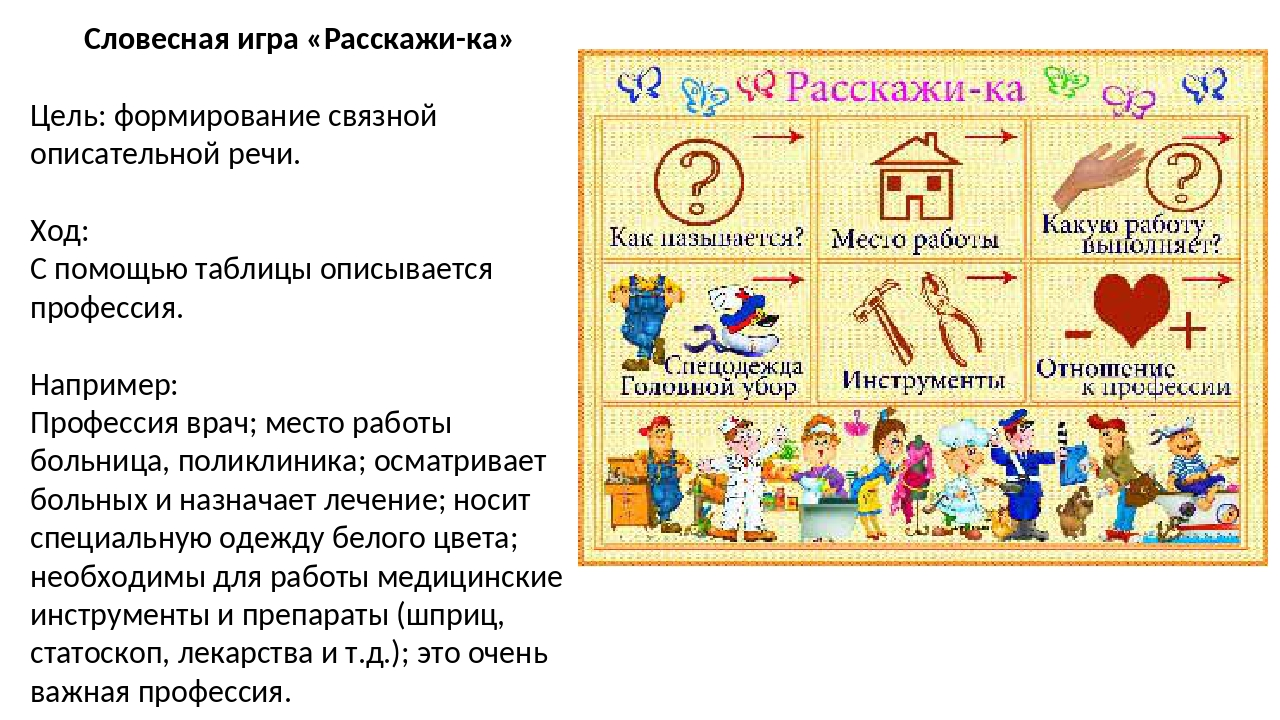 Словесная игра «Расскажи-ка»
Цель: формирование связной
описательной речи.
Ход:
С помощью таблицы описывается
профессия.
Например:
Профессия врач; место работы
больница, поликлиника; осматривает
больных и назначает лечение; носит
специальную одежду белого цвета;
необходимы для работы медицинские
инструменты и препараты (шприц,
статоскоп, лекарства и т.д.); это очень
важная профессия.
Расскажи-ка
?
Как называется?
Место работы
?
Какую работу
выполняет?
Спецодежда
Головной убор
Инструменты
- +
Отношение
к профессии